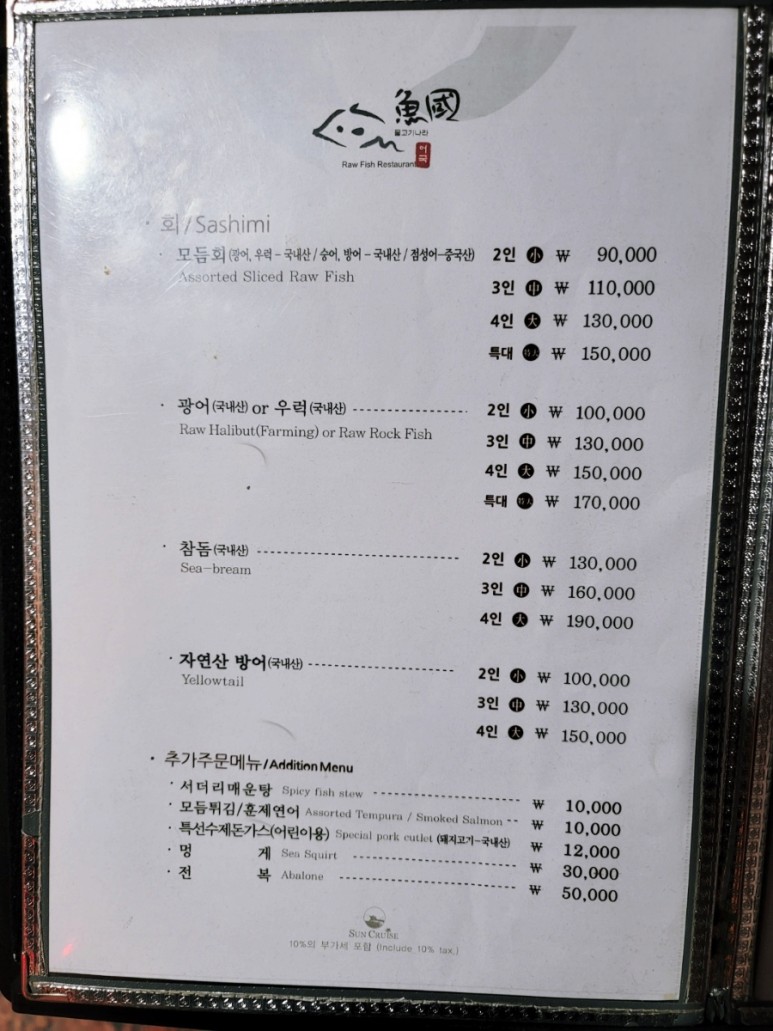 魚國
물고기나라
어국
Raw Fish Restaurant
· 회 / Sashimi
· 모듬회 (광어, 우럭 - 국내산 / 숭어, 방어 - 국내산 / 점성어-중국산) 2인 小 ₩ 90,000
Assorted Sliced Raw Fish
3인 中 ₩ 110,000
4인 大 ₩ 130,000
특대 特大 ₩ 150,000
· 광어(국내산) or 우럭(국내산) 2인 小 ₩ 100,000
Raw Halibut(Farming) or Raw Rock Fish
3인 中 ₩ 130,000
4인 大 ₩ 150,000
특대 特大 ₩ 170,000
· 참돔(국내산) 2인 小 ₩ 130,000
Sea-bream
3인 中 ₩ 160,000
4인 大 ₩ 190,000
· 자연산 방어(국내산) 2인 小 ₩ 100,000
Yellowtail
3인 中 ₩ 130,000
4인 大 ₩ 150,000
· 추가주문메뉴/Addition Menu
· 서더리매운탕 Spicy fish stew ₩ 10,000
· 모듬튀김/훈제연어 Assorted Tempura / Smoked Salmon ₩ 10,000
· 특선수제돈가스(어린이용) Special pork cutlet (돼지고기-국내산) ₩ 12,000
· 멍 게 Sea Squirt ₩ 30,000
· 전 복 Abalone ₩ 50,000
SUN CRUISE
10%의 부가세 포함 (Include 10% tax.)